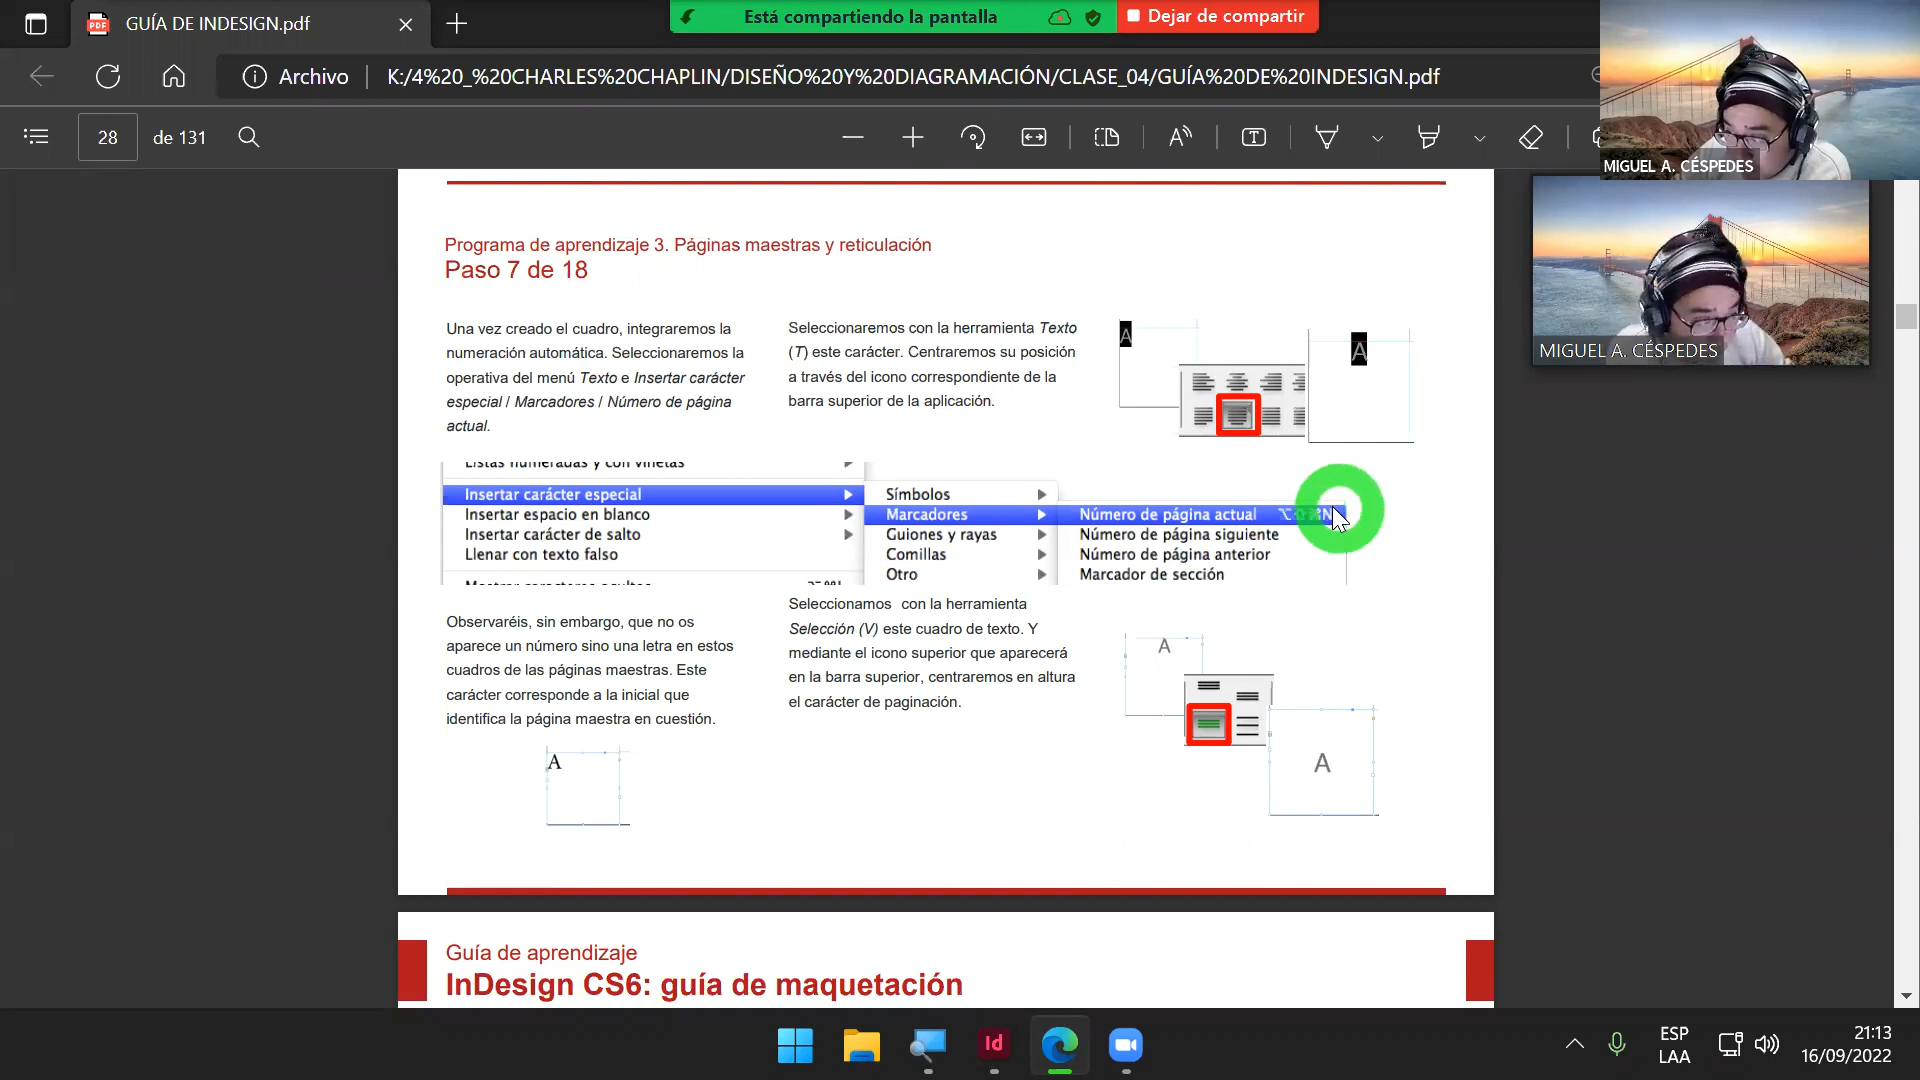 GUÍA DE INDESIGN.pdf
Está compartiendo la pantalla
Dejar de compartir
Archivo
K:/4%20_%20CHARLES%20CHAPLIN/DISEÑO%20Y%20DIAGRAMACIÓN/CLASE_04/GUÍA%20DE%20INDESIGN.pdf
28 de 131
MIGUEL A. CÉSPEDES
MIGUEL A. CÉSPEDES
Programa de aprendizaje 3. Páginas maestras y reticulación
Paso 7 de 18
Una vez creado el cuadro, integraremos la
numeración automática. Seleccionaremos la
operativa del menú Texto e Insertar carácter
especial / Marcadores / Número de página
actual.
Seleccionaremos con la herramienta Texto
(T) este carácter. Centraremos su posición
a través del icono correspondiente de la
barra superior de la aplicación.
A
A
Listas numeradas y con viñetas
Insertar carácter especial
Insertar espacio en blanco
Insertar carácter de salto
Llenar con texto falso
Mostrar caracteres ocultos
Símbolos
Marcadores
Guiones y rayas
Comillas
Otro
Número de página actual
Número de página siguiente
Número de página anterior
Marcador de sección
Observaréis, sin embargo, que no os
aparece un número sino una letra en estos
cuadros de las páginas maestras. Este
carácter corresponde a la inicial que
identifica la página maestra en cuestión.
A
Seleccionamos con la herramienta
Selección (V) este cuadro de texto. Y
mediante el icono superior que aparecerá
en la barra superior, centraremos en altura
el carácter de paginación.
A
A
Guía de aprendizaje
InDesign CS6: guía de maquetación
Id
ESP
LAA
21:13
16/09/2022